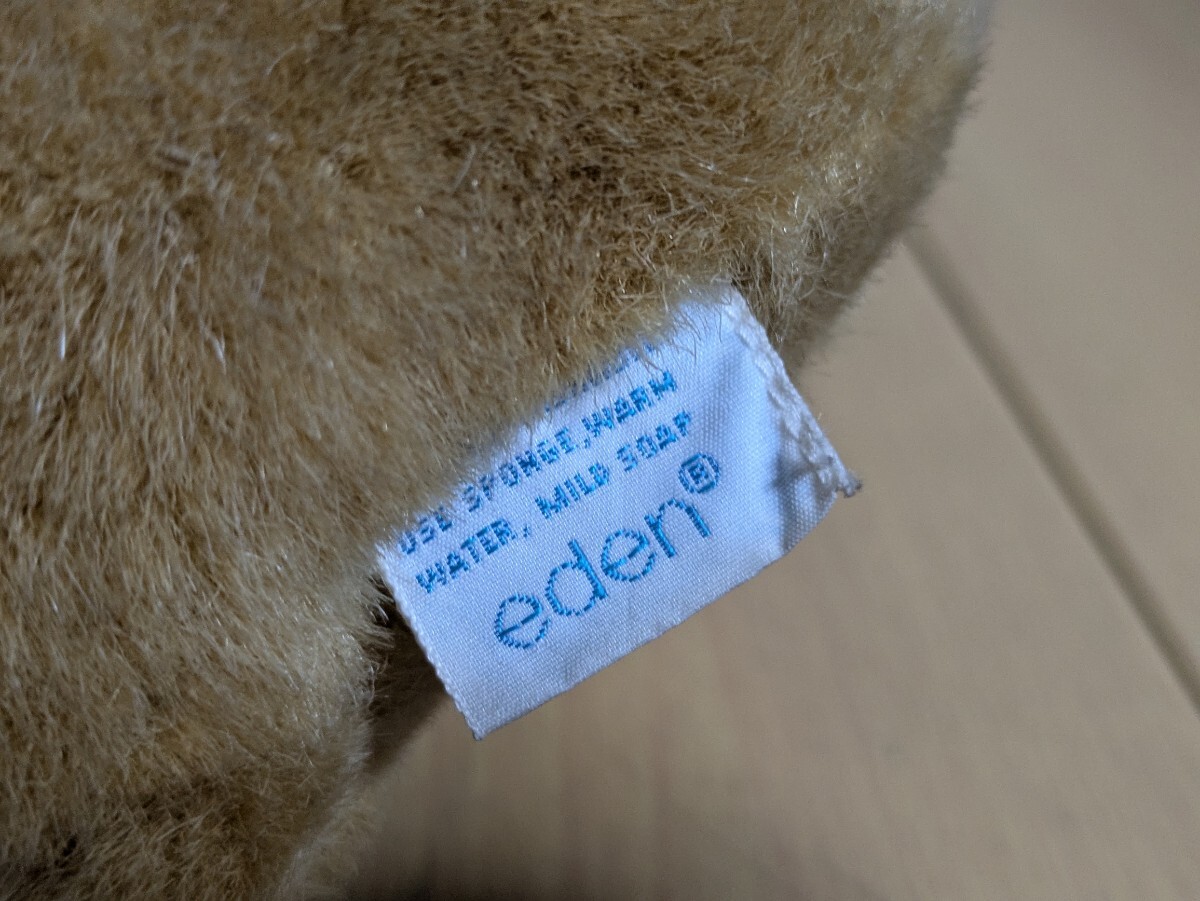 USE SPONGE,WARM
WATER, MILD SOAP
eden®